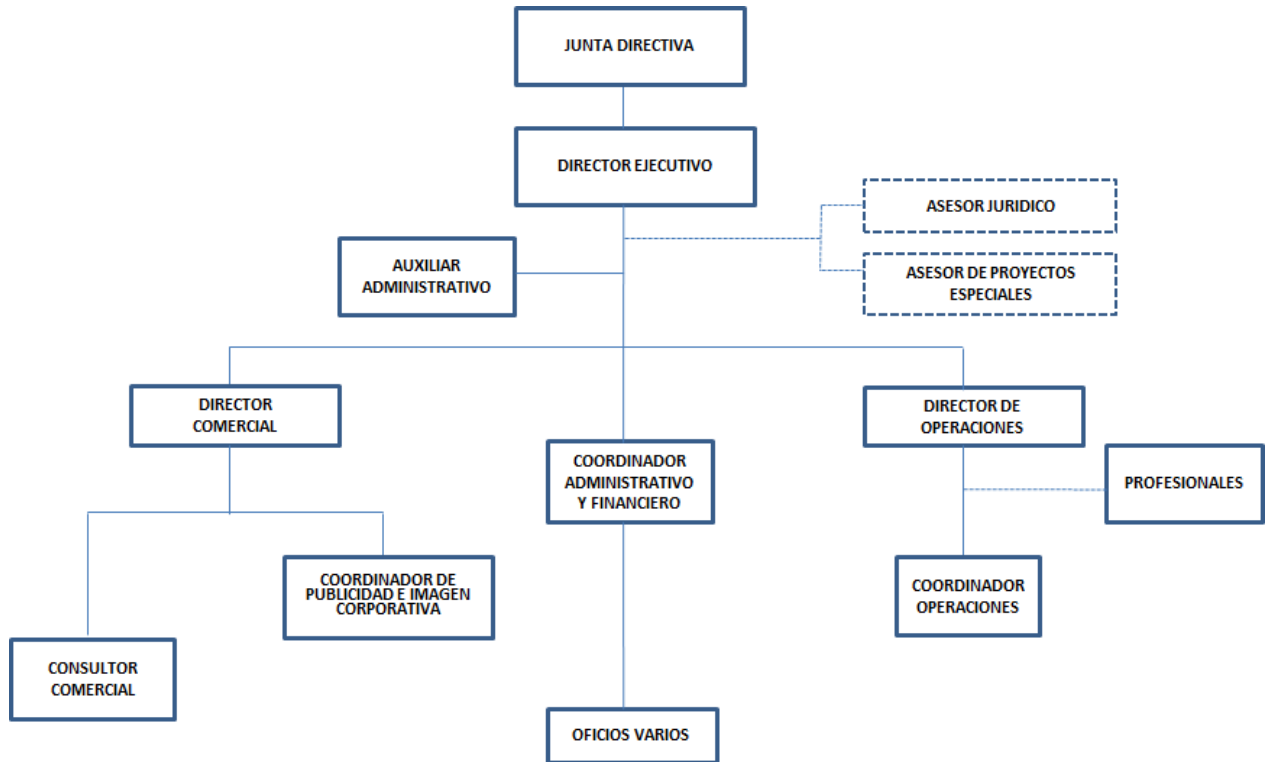 JUNTA DIRECTIVA
DIRECTOR EJECUTIVO
ASESOR JURIDICO
AUXILIAR
ADMINISTRATIVO
ASESOR DE PROYECTOS
ESPECIALES
DIRECTOR
COMERCIAL
DIRECTOR DE
OPERACIONES
COORDINADOR
ADMINISTRATIVO
Y FINANCIERO
PROFESIONALES
COORDINADOR DE
PUBLICIDAD E IMAGEN
CORPORATIVA
COORDINADOR
OPERACIONES
CONSULTOR
COMERCIAL
OFICIOS VARIOS